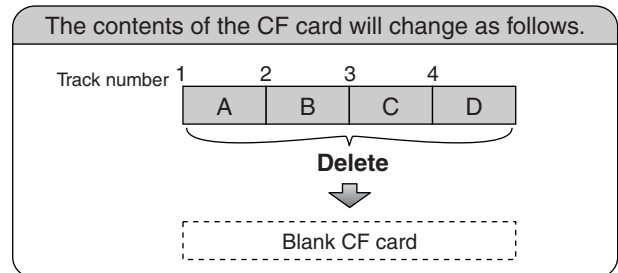 The contents of the CF card will change as follows.
Track number 1 2 3 4
A B C D
Delete
Blank CF card